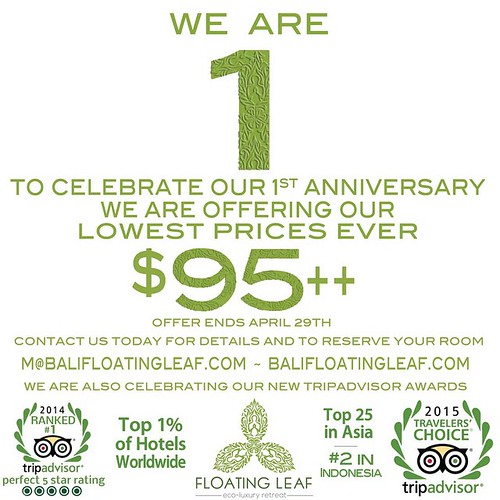 WE ARE
1
TO CELEBRATE OUR 1ST ANNIVERSARY
WE ARE OFFERING OUR
LOWEST PRICES EVER
$95++
OFFER ENDS APRIL 29TH
CONTACT US TODAY FOR DETAILS AND TO RESERVE YOUR ROOM
M@BALIFLOATINGLEAF.COM ~ BALIFLOATINGLEAF.COM
WE ARE ALSO CELEBRATING OUR NEW TRIPADVISOR AWARDS
2014
RANKED
#1
tripadvisor®
perfect 5 star rating
Top 1%
of Hotels
Worldwide
FLOATING LEAF
eco-luxury retreat
Top 25
in Asia
#2 IN
INDONESIA
2015
TRAVELERS'
CHOICE
tripadvisor®